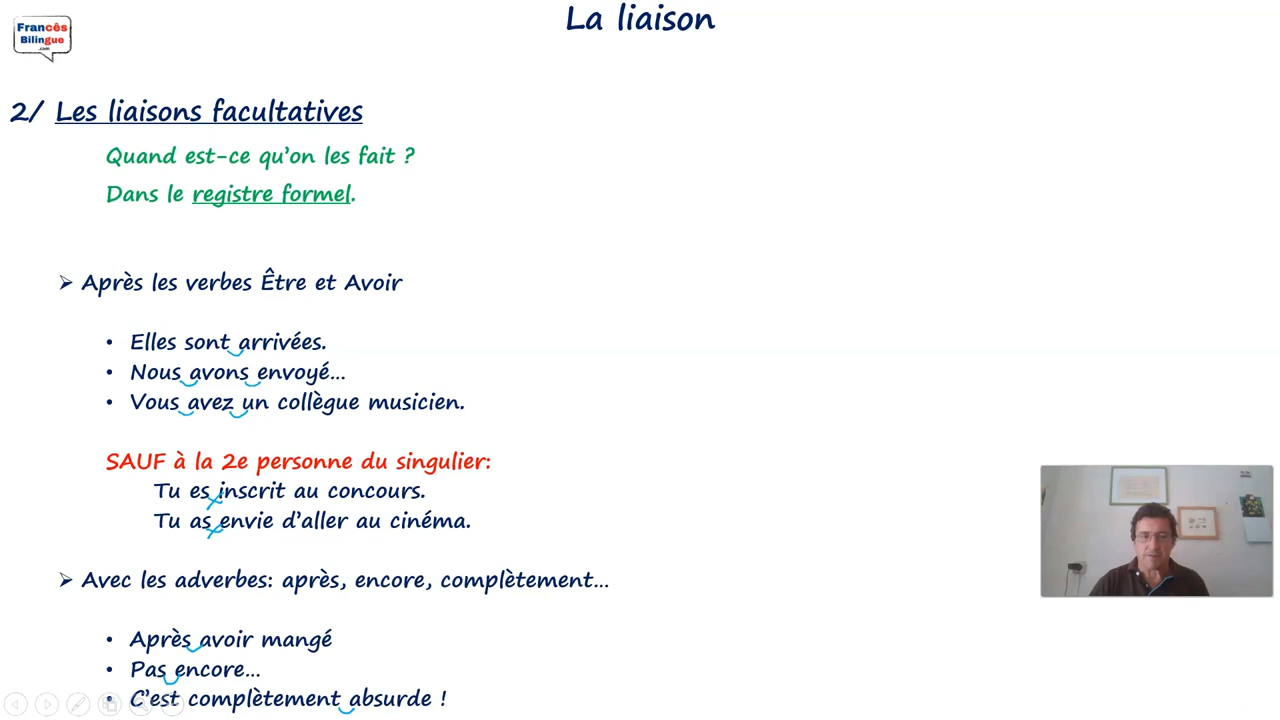 La liaison
Francês
Bilingue
.com
2/ Les liaisons facultatives
Quand est-ce qu’on les fait ?
Dans le registre formel.
Après les verbes Être et Avoir
Elles sont arrivées.
Nous avons envoyé...
Vous avez un collègue musicien.
SAUF à la 2e personne du singulier:
Tu es inscrit au concours.
Tu as envie d’aller au cinéma.
Avec les adverbes: après, encore, complètement...
Après avoir mangé
Pas encore...
C’est complètement absurde !